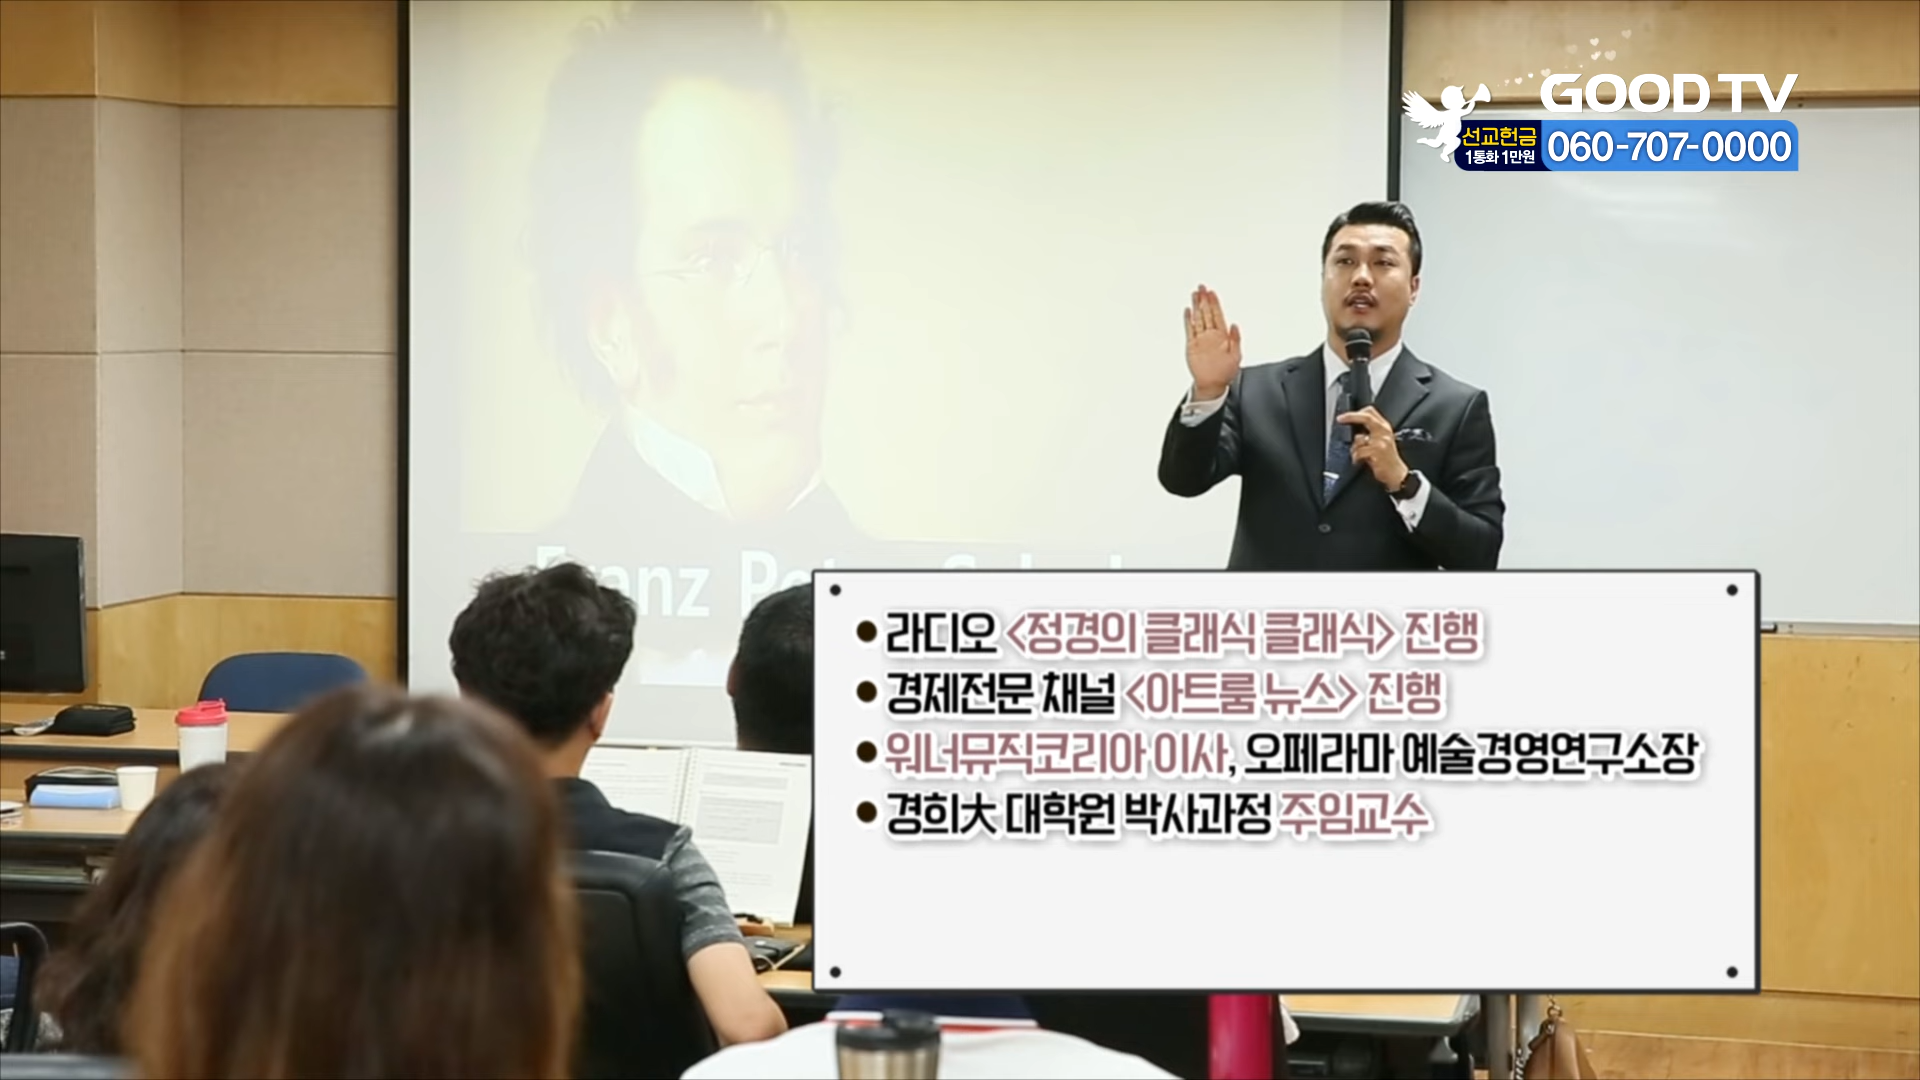 GOOD TV
선교헌금
1통화 1만원
060-707-0000
Franz Peter
• 라디오 <정경의 클래식 클래식> 진행
• 경제전문 채널 <아트룸 뉴스> 진행
• 워너뮤직코리아 이사, 오페라마 예술경영연구소장
• 경희大 대학원 박사과정 주임교수